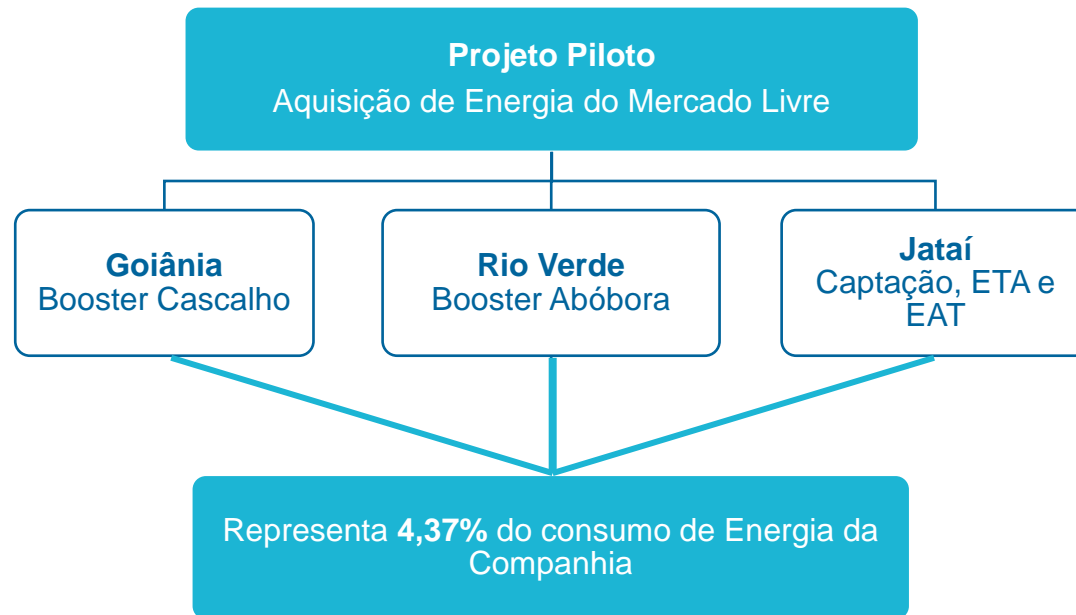 Projeto Piloto
Aquisição de Energia do Mercado Livre
Goiânia
Booster Cascalho
Rio Verde
Booster Abóbora
Jataí
Captação, ETA e
EAT
Representa 4,37% do consumo de Energia da
Companhia